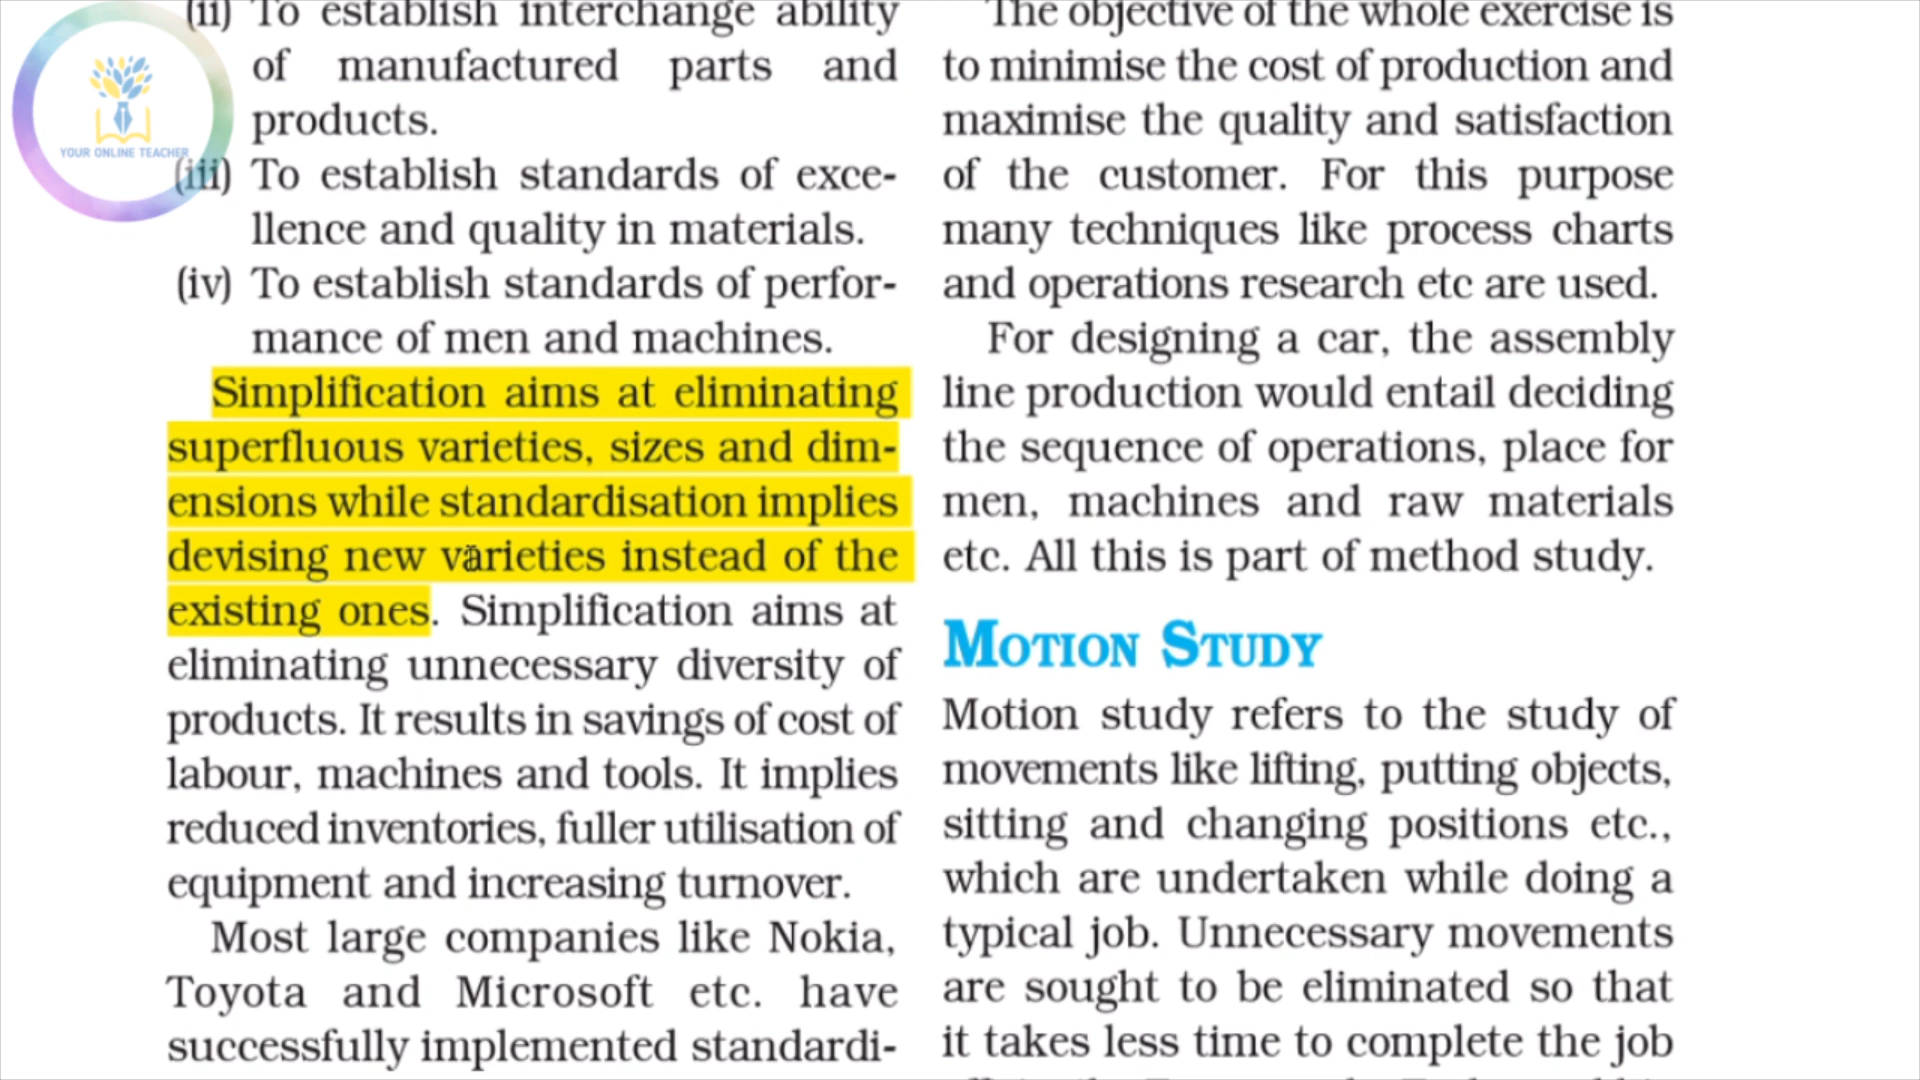 YOUR ONLINE TEACHER
(ii) To establish interchange ability
of manufactured parts and
products.
(iii) To establish standards of exce-
llence and quality in materials.
(iv) To establish standards of perfor-
mance of men and machines.
Simplification aims at eliminating
superfluous varieties, sizes and dim-
ensions while standardisation implies
devising new varieties instead of the
existing ones. Simplification aims at
eliminating unnecessary diversity of
products. It results in savings of cost of
labour, machines and tools. It implies
reduced inventories, fuller utilisation of
equipment and increasing turnover.
Most large companies like Nokia,
Toyota and Microsoft etc. have
successfully implemented standardi-
The objective of the whole exercise is
to minimise the cost of production and
maximise the quality and satisfaction
of the customer. For this purpose
many techniques like process charts
and operations research etc are used.
For designing a car, the assembly
line production would entail deciding
the sequence of operations, place for
men, machines and raw materials
etc. All this is part of method study.
MOTION STUDY
Motion study refers to the study of
movements like lifting, putting objects,
sitting and changing positions etc.,
which are undertaken while doing a
typical job. Unnecessary movements
are sought to be eliminated so that
it takes less time to complete the job